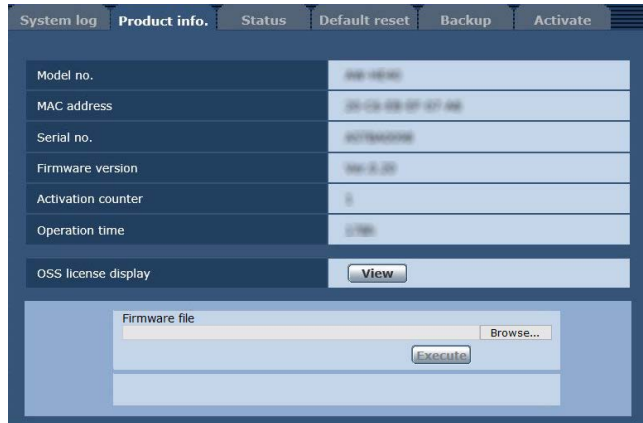 System log Product info. Status Default reset Backup Activate
Model no.
MAC address
Serial no.
Firmware version
Activation counter
Operation time
OSS license display View
Firmware file
Browse...
Execute